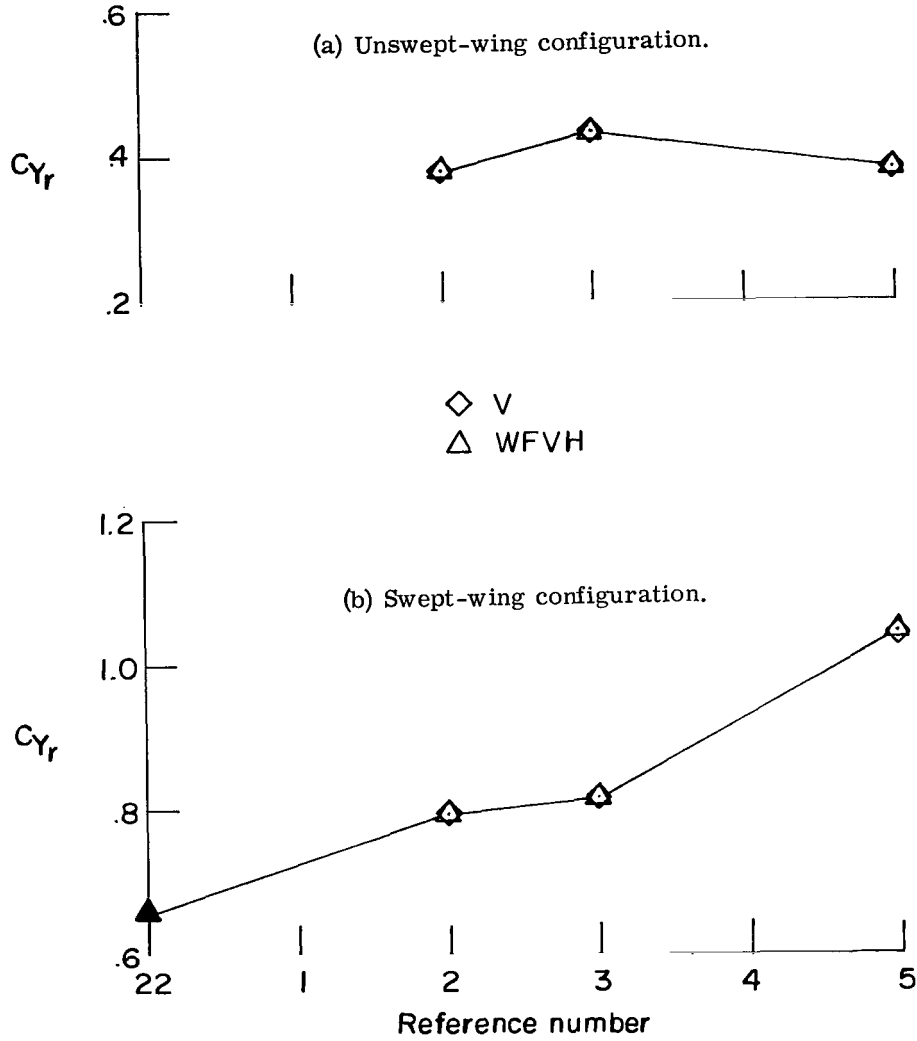 .6
(a) Unswept-wing configuration.
.4
CYr
.2
V
WFVH
1.2
(b) Swept-wing configuration.
1.0
CYr
.8
.6
22 1 2 3 4 5
Reference number